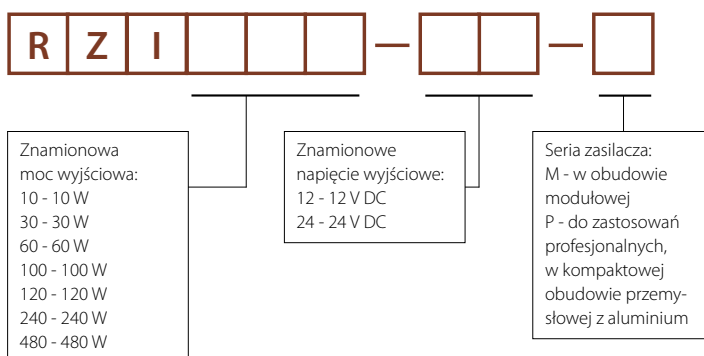 R Z I — —
Znamionowa
moc wyjściowa:
10 - 10 W
30 - 30 W
60 - 60 W
100 - 100 W
120 - 120 W
240 - 240 W
480 - 480 W
Znamionowe
napięcie wyjściowe:
12 - 12 V DC
24 - 24 V DC
Seria zasilacza:
M - w obudowie
modułowej
P - do zastosowań
profesjonalnych,
w kompaktowej
obudowie przemy-
słowej z aluminium